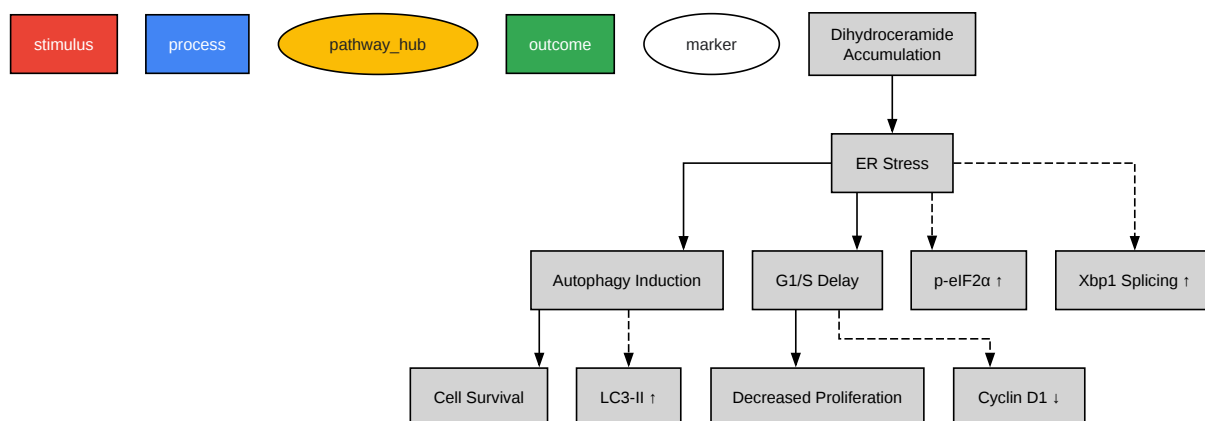 stimulus
process
pathway_hub
outcome
marker
Dihydroceramide
Accumulation
ER Stress
Autophagy Induction
G1/S Delay
p-eIF2α ↑
Xbp1 Splicing ↑
Cell Survival
LC3-II ↑
Decreased Proliferation
Cyclin D1 ↓